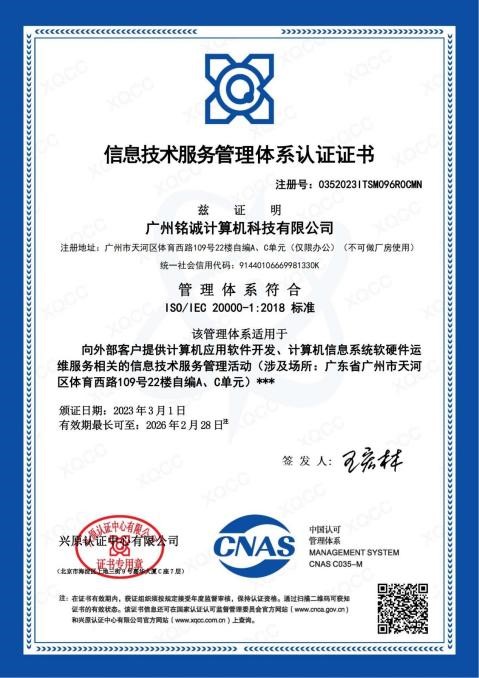 信息技术服务管理体系认证证书
注册号：0352023ITSM096R0CMN
兹 证 明
广州铭诚计算机科技有限公司
注册地址：广州市天河区体育西路109号22楼自编A、C单元（仅限办公）（不可做厂房使用）
统一社会信用代码：91440106669981330K
管 理 体 系 符 合
ISO/IEC 20000-1:2018 标准
该管理体系适用于
向外部客户提供计算机应用软件开发、计算机信息系统软硬件运
维服务相关的信息技术服务管理活动（涉及场所：广东省广州市天河
区体育西路109号22楼自编A、C单元）***
颁证日期：2023 年 3 月 1 日
有效期最长可至：2026 年 2 月 28 日注
签 发 人：
兴原认证中心有限公司
证书专用章
（北京市海淀区上地三街 9 号嘉华大厦 C 座 7 层）
CNAS
中国认可
管理体系
MANAGEMENT SYSTEM
CNAS C035-M
注：在证书有效期内，获证组织须按规定接受年度监督审核，保持认证资格。通过扫描二维码可获知
证书的有效状态。该证书信息还可在国家认证认可监督管理委员会官方网站（www.cnca.gov.cn）
和兴原认证中心有限公司官方网站（www.xqcc.com.cn）上查询。